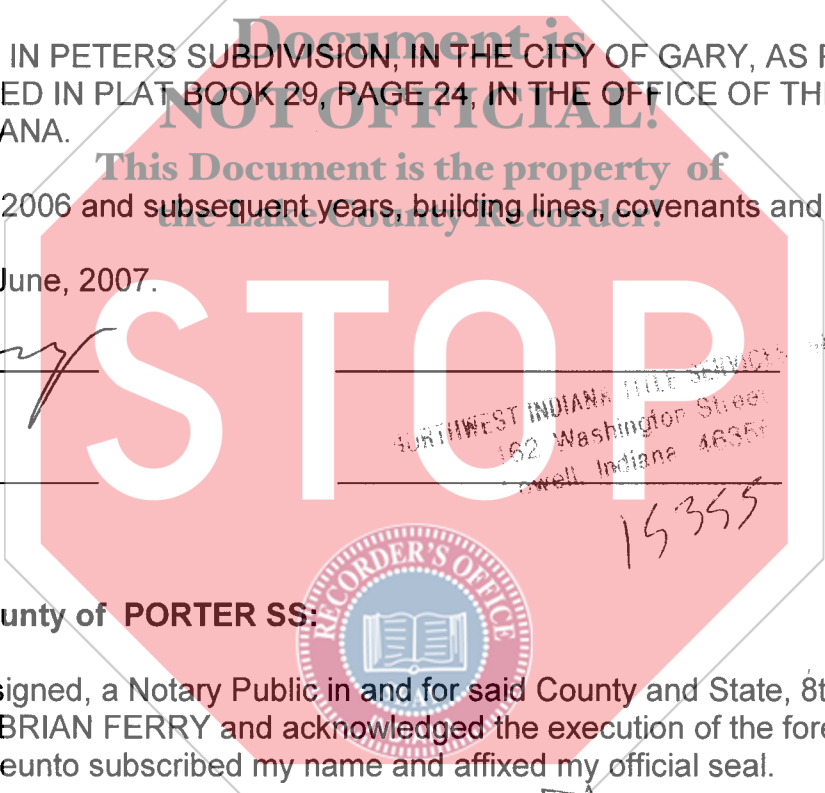 Document is
IN PETERS SUBDIVISION, IN THE CITY OF GARY, AS
ED IN PLAT BOOK 29, PAGE 24, IN THE OFFICE OF
NOT OFFICIAL!
ANA.
This Document is the property of
2006 and subsequent years, building lines, covenants and
the Lake County Recorder!
June, 2007.
STOP
NORTHWEST INDIANA TITLE SERVICES
162 Washington Street
Indiana
15355
RECORDER'S OFFICE
unty of PORTER SS:
signed, a Notary Public in and for said County and State, 8t
BRIAN FERRY and acknowledged the execution of the fore
eunto subscribed my name and affixed my official seal.